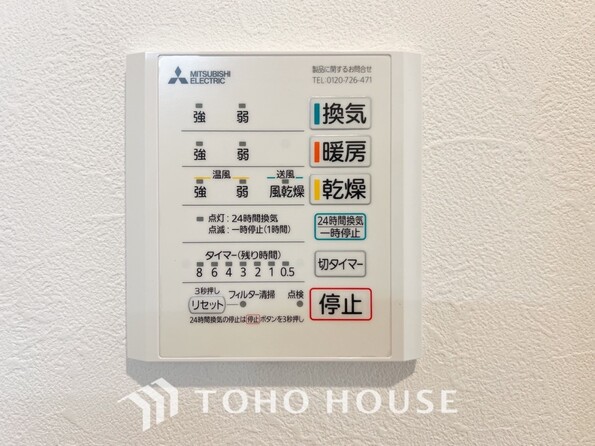 MITSUBISHI ELECTRIC
製品に関するお問合せ
TEL:0120-726-471
強 弱 換気
強 弱 暖房
温風 送風
強 弱 風乾燥 乾燥
点灯:24時間換気
点滅:一時停止(1時間)
24時間換気
一時停止
タイマー(残り時間)
8 6 4 3 2 1 0.5
切タイマー
3秒押し
リセット フィルター清掃 点検
停止
24時間換気の停止は停止ボタンを3秒押し
TOHO HOUSE